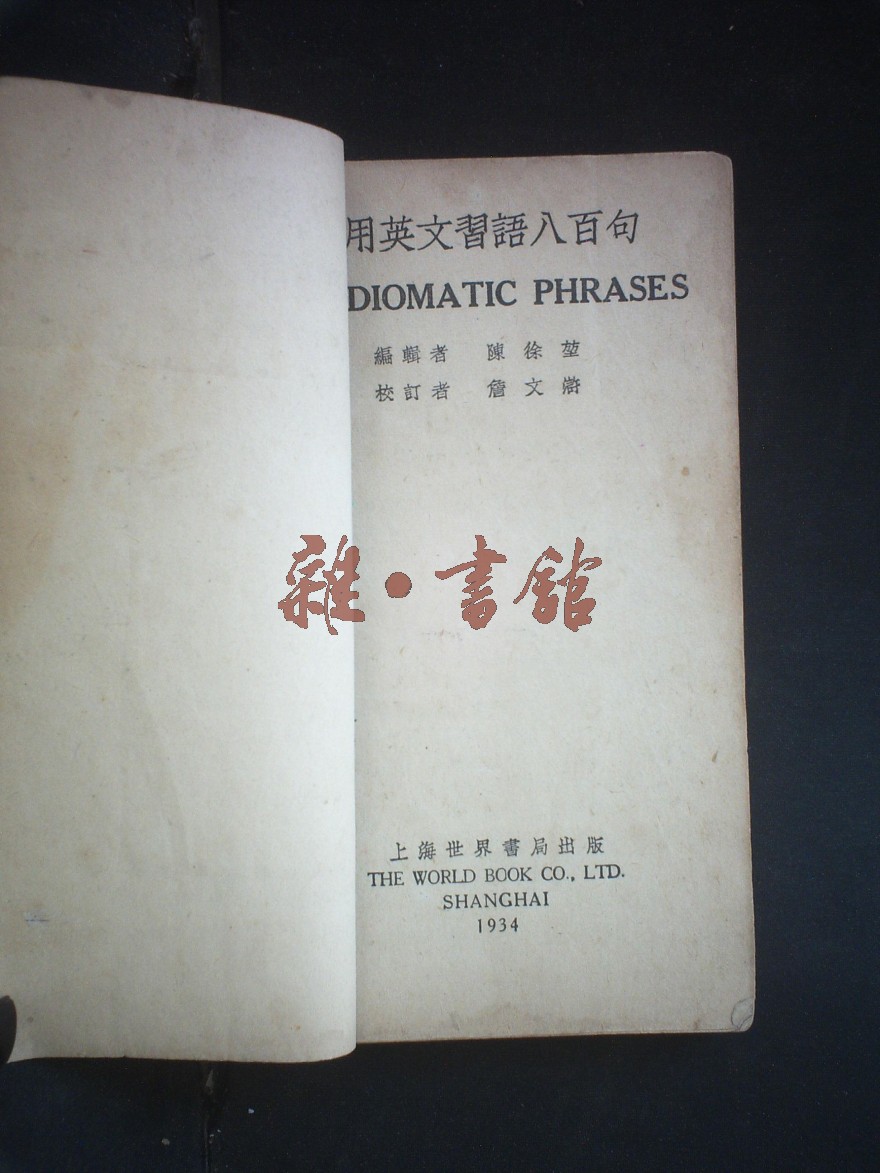 用英文習語八百句
DIOMATIC PHRASES
編輯者 陳徐堃
校訂者 詹文滸
雜•書館
上海世界書局出版
THE WORLD BOOK CO., LTD.
SHANGHAI
1934